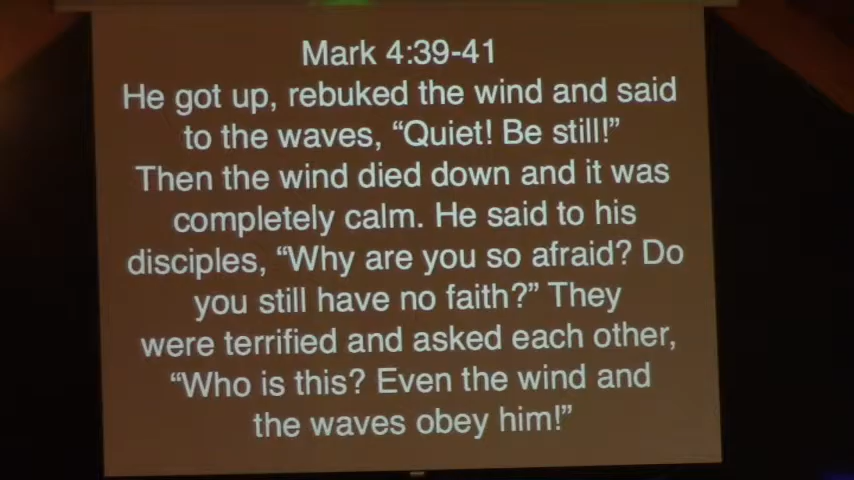 Mark 4:39-41
He got up, rebuked the wind and said
to the waves, “Quiet! Be still!”
Then the wind died down and it was
completely calm. He said to his
disciples, “Why are you so afraid? Do
you still have no faith?” They
were terrified and asked each other,
“Who is this? Even the wind and
the waves obey him!”